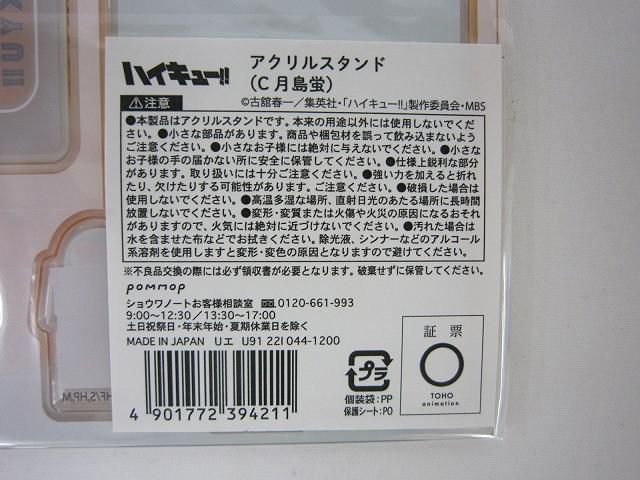 ハイキュー!!
アクリルスタンド
(C 月島蛍)
⚠注意
©古舘春一／集英社・「ハイキュー!!」製作委員会・MBS
●本製品はアクリルスタンドです。本来の用途以外には使用しないでくだ
さい。●小さな部品があります。商品や梱包材を誤って飲み込まないよう
ご注意ください。●小さなお子様には絶対に与えないでください。●小さな
お子様の手の届かない所に安全に保管してください。●仕様上鋭利な部分
があります。取り扱いには十分ご注意ください。●強い力を加えると折れ
たり、欠けたりする可能性があります。ご注意ください。●破損した場合は
使用しないでください。●高温多湿な場所、直射日光のあたる場所に長時間
放置しないでください。●変形・変質または火傷や火災の原因になるおそれ
がありますので、火気には絶対に近づけないでください。●汚れた場合は
水を含ませた布などでお拭きください。除光液、シンナーなどのアルコール
系溶剤を使用しますと変形・変色の原因となりますので避けてください。
※不良品交換の際には必ず領収書が必要となります。破棄せずに保管してください。
pommop
ショウワノートお客様相談室 0120-661-993
9:00〜12:30／13:30〜17:00
土日祝祭日・年末年始・夏期休業日を除く
MADE IN JAPAN ユエ U91 221 044-1200
4 901772 394211
プラ
個装袋:PP
保護シート:PO
証票
TOHO
animation
HF/S,HP,M